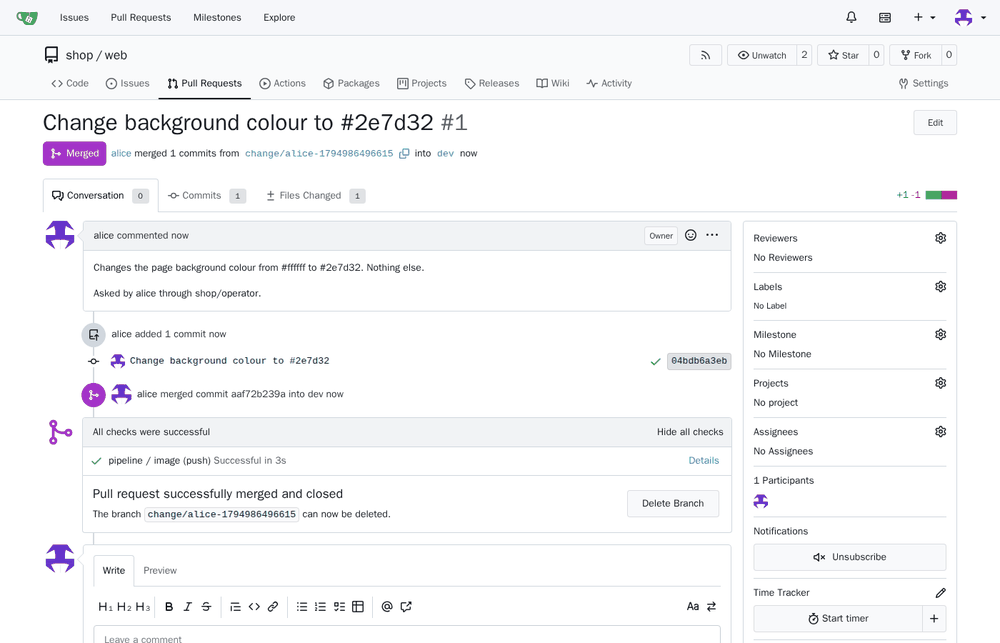 Issues Pull Requests Milestones Explore
shop / web
Unwatch 2 Star 0 Fork 0
Code Issues Pull Requests Actions Packages Projects Releases Wiki Activity Settings
Change background colour to #2e7d32 #1
Edit
Merged alice merged 1 commits from change/alice-1794986496615 into dev now
Conversation 0 Commits 1 Files Changed 1 +1 -1
alice commented now Owner
Changes the page background colour from #ffffff to #2e7d32. Nothing else.
Asked by alice through shop/operator.
alice added 1 commit now
Change background colour to #2e7d32 04bdb6a3eb
alice merged commit aaf72b239a into dev now
All checks were successful Hide all checks
pipeline / image (push) Successful in 3s Details
Pull request successfully merged and closed
The branch change/alice-1794986496615 can now be deleted.
Delete Branch
Write Preview
H1 H2 H3 B I S Aa
Leave a comment
Reviewers
No Reviewers
Labels
No Label
Milestone
No Milestone
Projects
No project
Assignees
No Assignees
1 Participants
Notifications
Unsubscribe
Time Tracker
Start timer